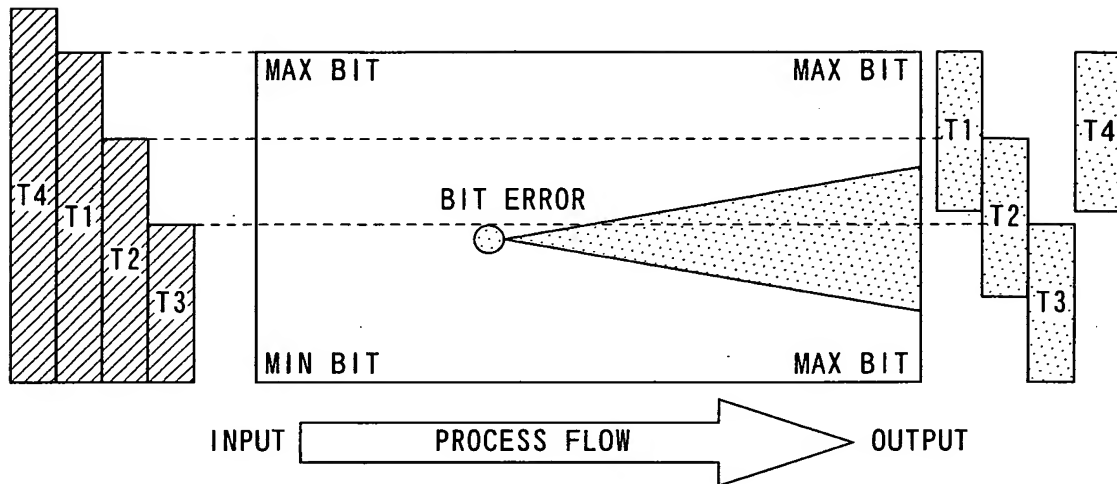 MAX BIT MAX BIT
T1 T4
T4
BIT ERROR
T1
T2
T2
T3 T3
MIN BIT MAX BIT
INPUT PROCESS FLOW OUTPUT